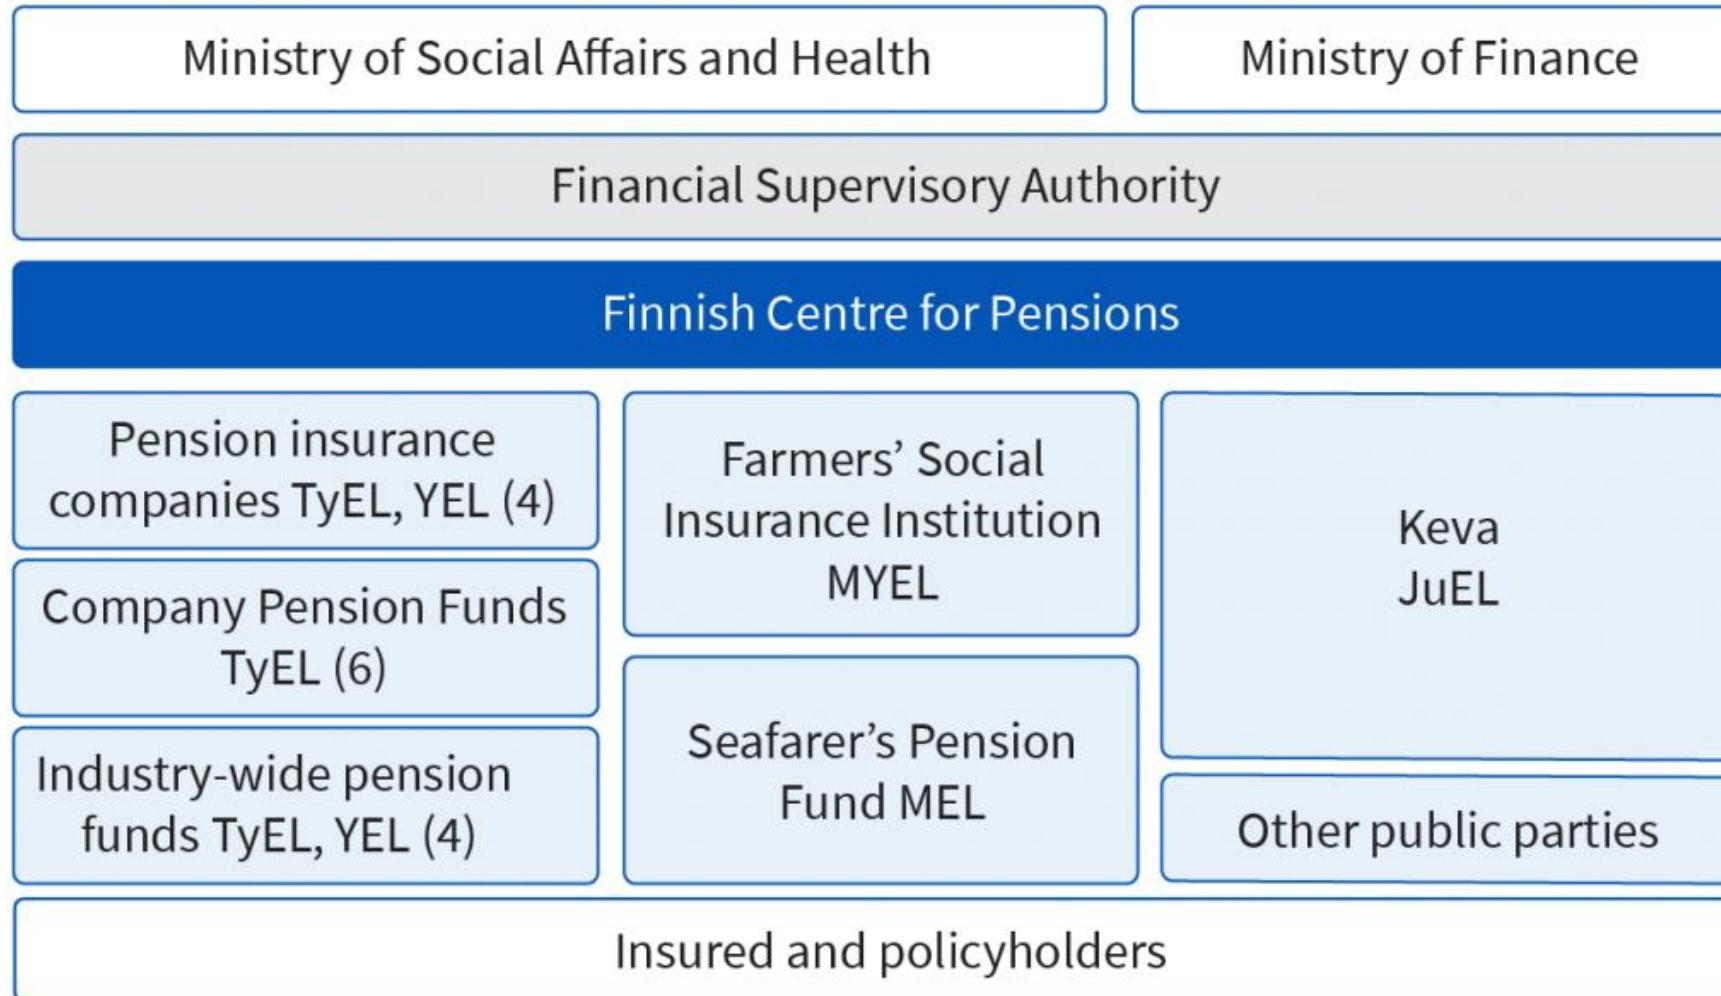 Ministry of Social Affairs and Health
Ministry of Finance
Financial Supervisory Authority
Finnish Centre for Pensions
Pension insurance
companies TyEL, YEL (4)
Company Pension Funds
TyEL (6)
Industry-wide pension
funds TyEL, YEL (4)
Farmers’ Social
Insurance Institution
MYEL
Seafarer’s Pension
Fund MEL
Keva
JuEL
Other public parties
Insured and policyholders